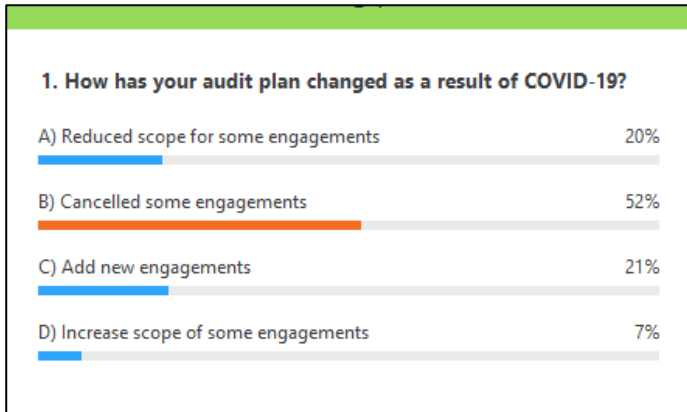 1. How has your audit plan changed as a result of COVID-19?
A) Reduced scope for some engagements 20%
B) Cancelled some engagements 52%
C) Add new engagements 21%
D) Increase scope of some engagements 7%